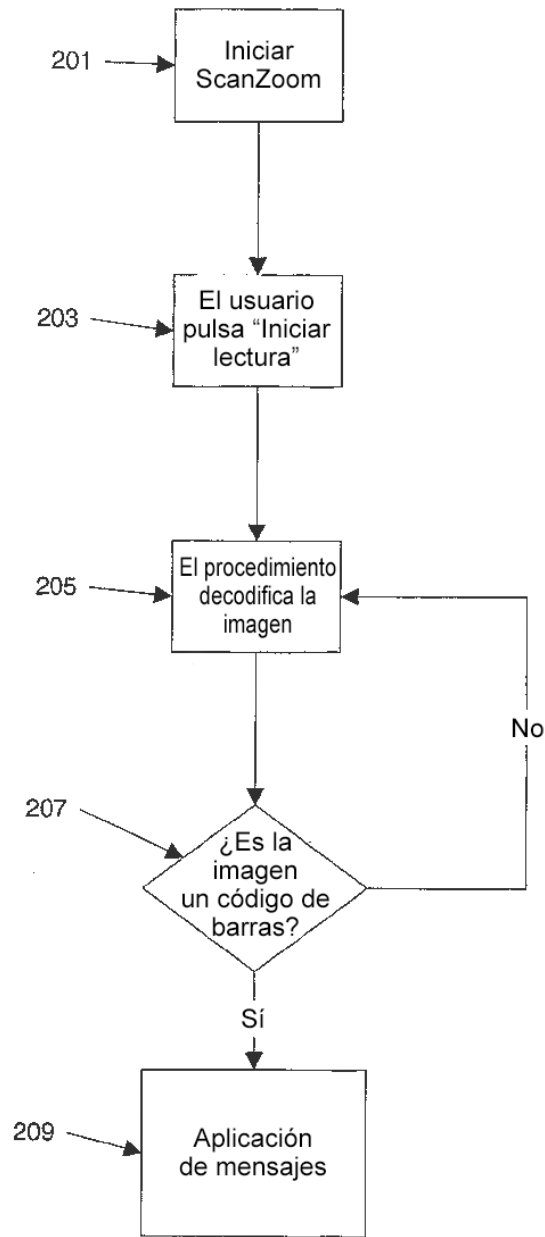 201
Iniciar
ScanZoom
203
El usuario
pulsa “Iniciar
lectura”
205
El procedimiento
decodifica la
imagen
No
207
¿Es la
imagen
un código de
barras?
Sí
209
Aplicación
de mensajes